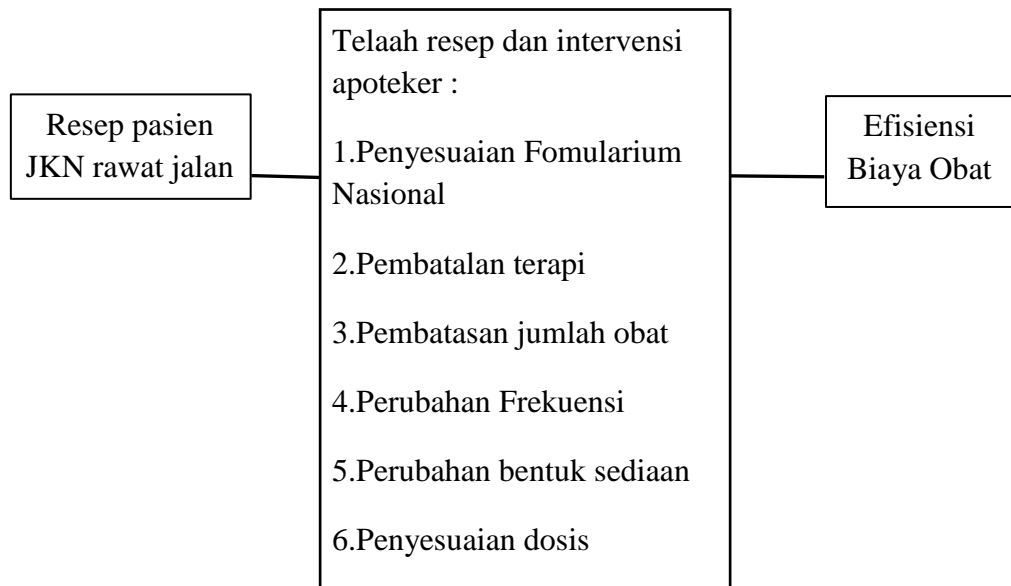 Resep pasien
JKN rawat jalan
Telaah resep dan intervensi
apoteker :
1.Penyesuaian Fomularium
Nasional
2.Pembatalan terapi
3.Pembatasan jumlah obat
4.Perubahan Frekuensi
5.Perubahan bentuk sediaan
6.Penyesuaian dosis
Efisiensi
Biaya Obat